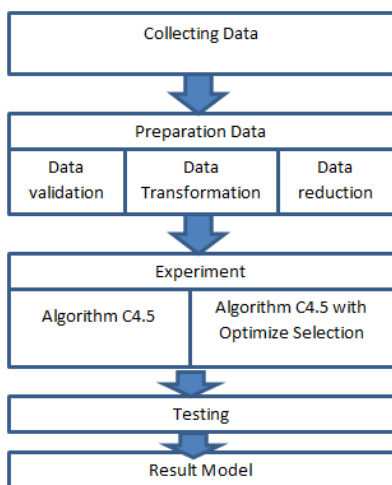 Collecting Data
Preparation Data
Data
validation
Data
Transformation
Data
reduction
Experiment
Algorithm C4.5
Algorithm C4.5 with
Optimize Selection
Testing
Result Model